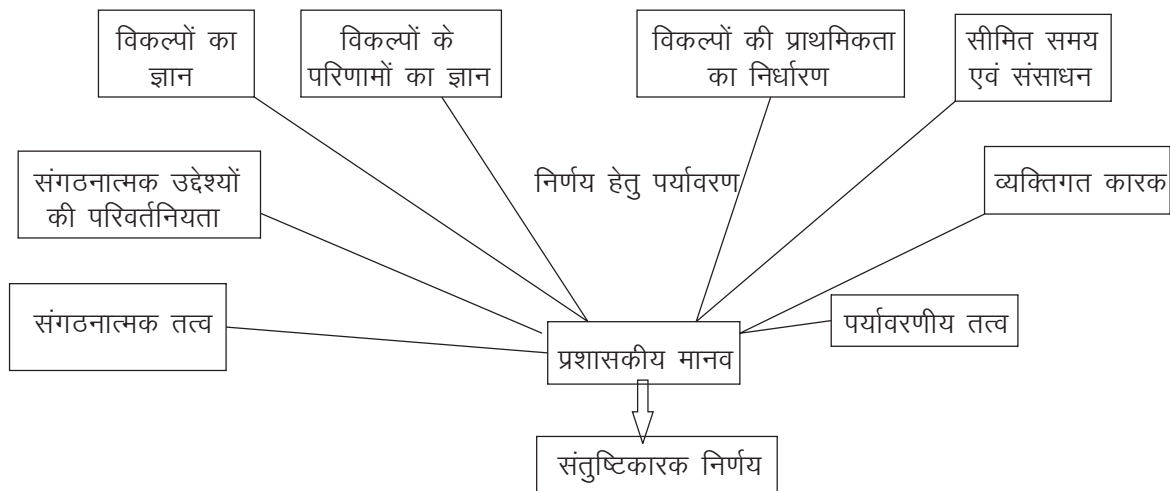 विकल्पों का
ज्ञान
विकल्पों के
परिणामों का ज्ञान
विकल्पों की प्राथमिकता
का निर्धारण
सीमित समय
एवं संसाधन
संगठनात्मक उद्देश्यों
की परिवर्तनियता
निर्णय हेतु पर्यावरण
व्यक्तिगत कारक
संगठनात्मक तत्व
पर्यावरणीय तत्व
प्रशासकीय मानव
संतुष्टिकारक निर्णय